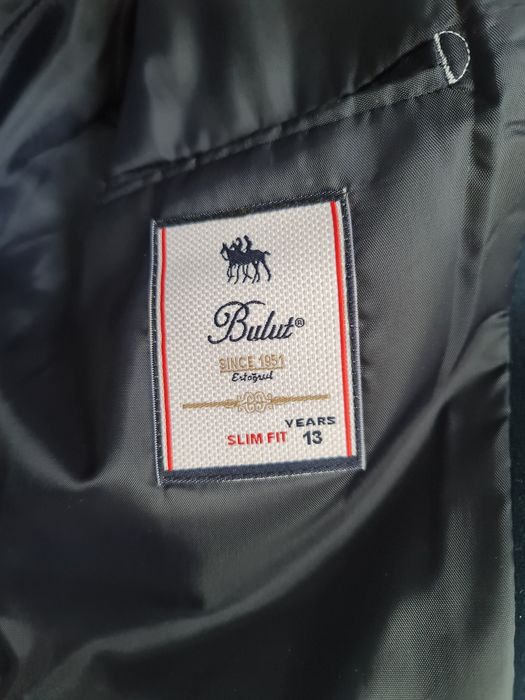 Bulut®
SINCE 1951
Ertoğrul
YEARS
SLIM FIT 13